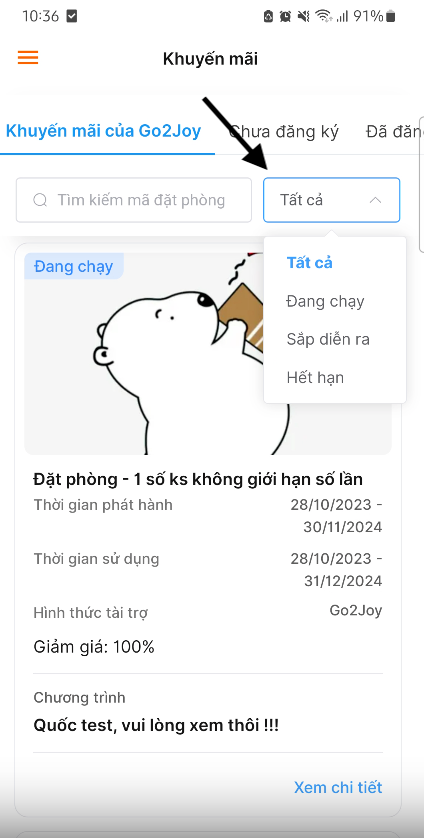 10:36
91%
Khuyến mãi
Khuyến mãi của Go2Joy
Chưa đăng ký
Đã đăn
Tìm kiếm mã đặt phòng
Tất cả
Tất cả
Đang chạy
Sắp diễn ra
Hết hạn
Đang chạy
Đặt phòng - 1 số ks không giới hạn số lần
Thời gian phát hành
28/10/2023 -
30/11/2024
Thời gian sử dụng
28/10/2023 -
31/12/2024
Hình thức tài trợ
Go2Joy
Giảm giá: 100%
Chương trình
Quốc test, vui lòng xem thôi !!!
Xem chi tiết